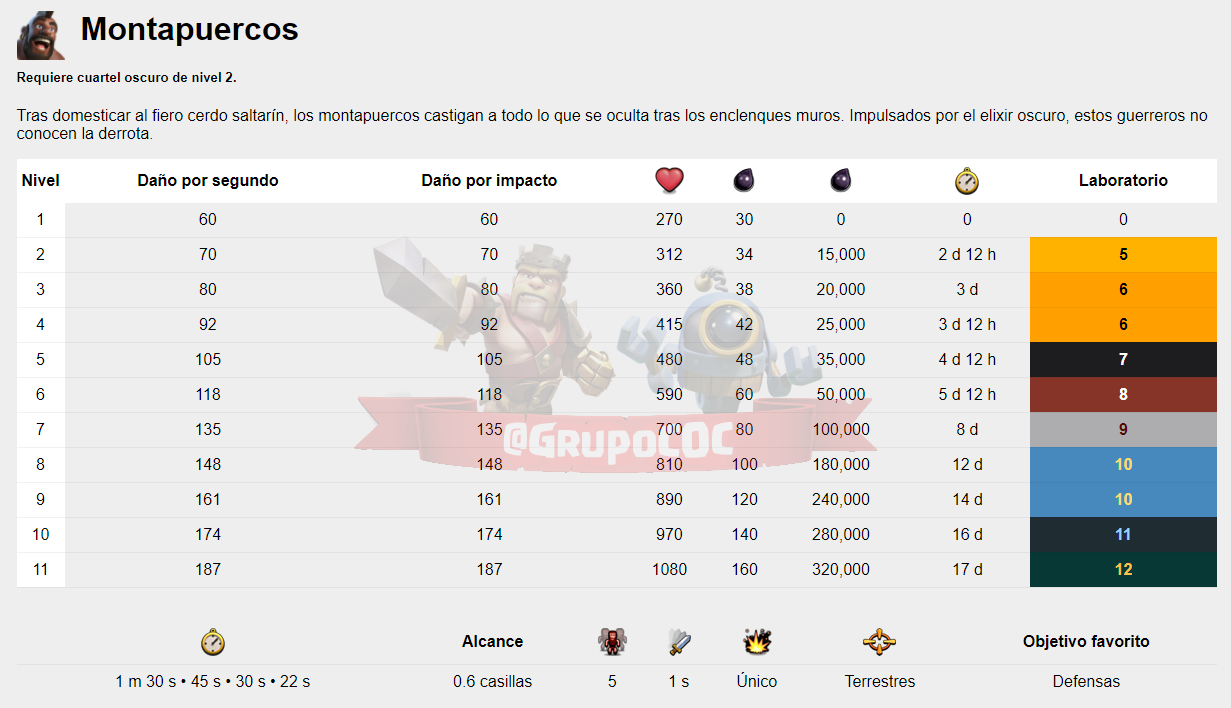 Montapuercos
Requiere cuartel oscuro de nivel 2.
Tras domesticar al fiero cerdo saltarín, los montapuercos castigan a todo lo que se oculta tras los enclenques muros. Impulsados por el elixir oscuro, estos guerreros no
conocen la derrota.
Nivel Daño por segundo Daño por impacto Laboratorio
1 60 60 270 30 0 0 0
2 70 70 312 34 15,000 2 d 12 h 5
3 80 80 360 38 20,000 3 d 6
4 92 92 415 42 25,000 3 d 12 h 6
5 105 105 480 48 35,000 4 d 12 h 7
6 118 118 590 60 50,000 5 d 12 h 8
7 135 135 700 80 100,000 8 d 9
@GRUPOCOC
8 148 148 810 100 180,000 12 d 10
9 161 161 890 120 240,000 14 d 10
10 174 174 970 140 280,000 16 d 11
11 187 187 1080 160 320,000 17 d 12
Alcance Objetivo favorito
1 m 30 s • 45 s • 30 s • 22 s 0.6 casillas 5 1 s Único Terrestres Defensas